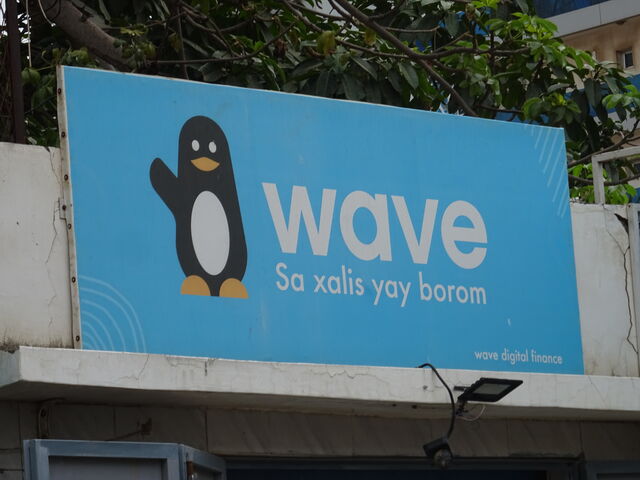 wave
Sa xalis yay borom
wave digital finance